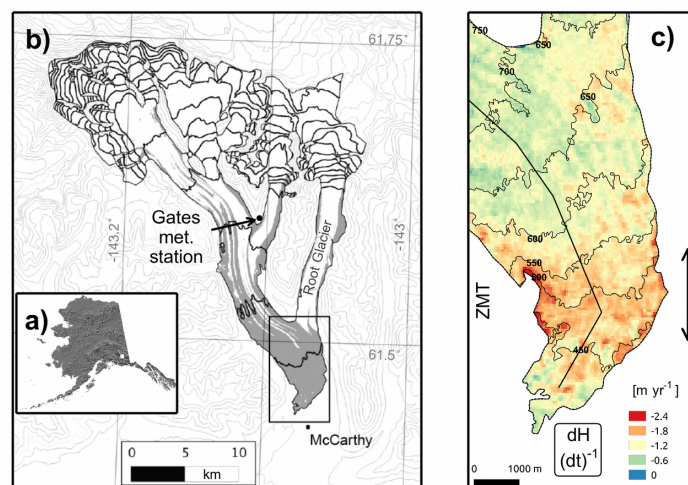 b)
61.75°
Gates
met.
station
-143.2°
Root Glacier
-143°
a)
61.5°
McCarthy
0 5 10
km
c)
750
650
700
650
600
550
500
450
ZMT
[m yr⁻¹]
-2.4
-1.8
-1.2
-0.6
0
dH
(dt)⁻¹
0 1000 m